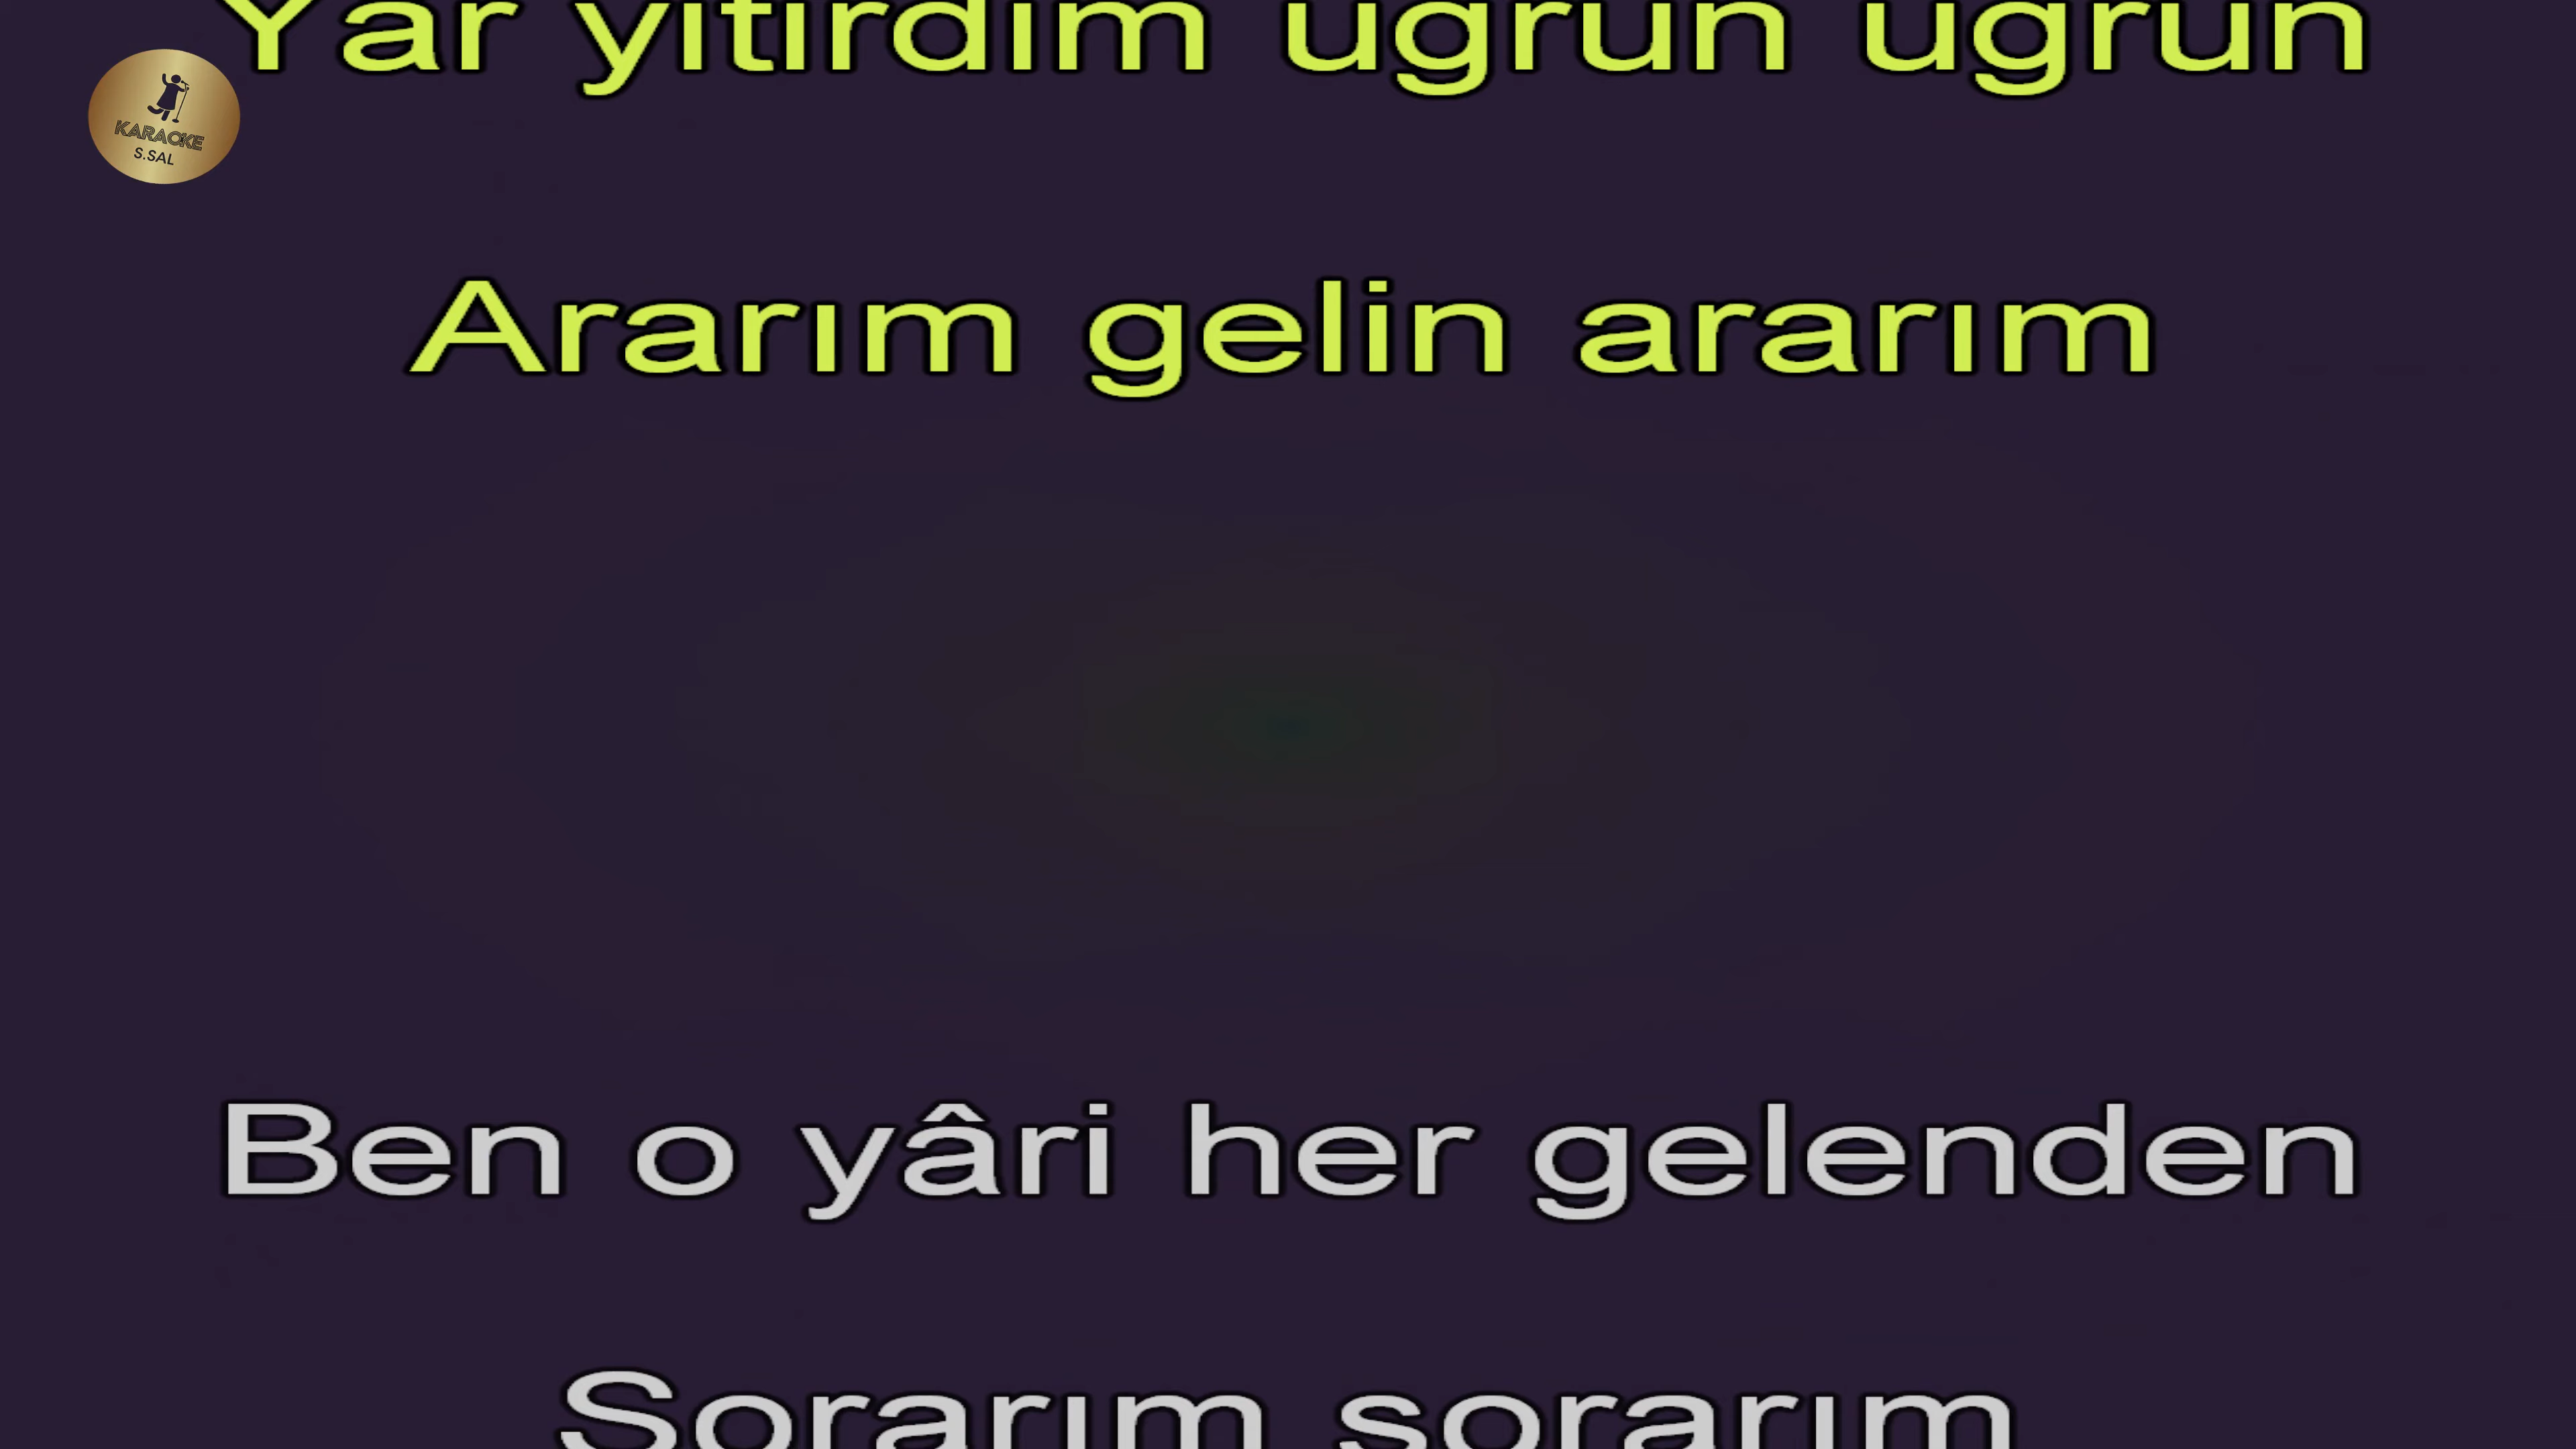 Yar yitirdim uğrun uğrun
KARAOKE
S.SAL
Ararım gelin ararım
Ben o yâri her gelenden
Sorarım sorarım